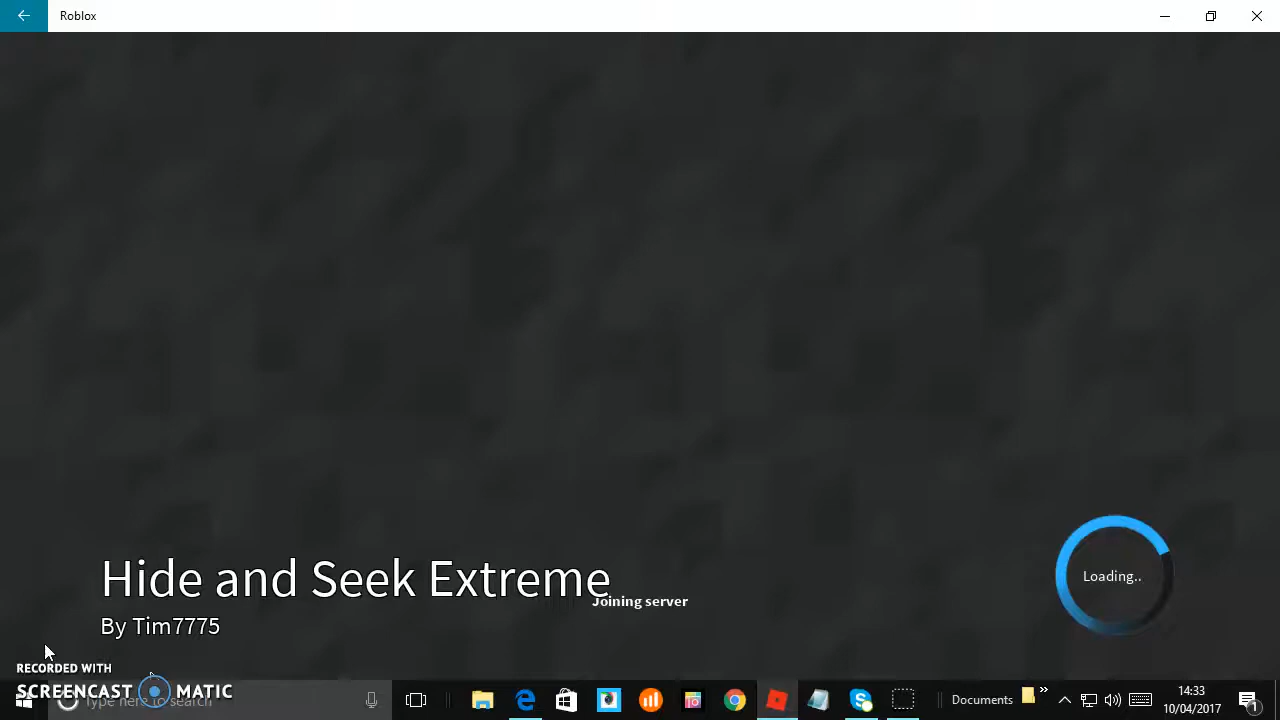 Roblox
Hide and Seek Extreme
Joining server
By Tim7775
Loading..
RECORDED WITH
SCREENCAST MATIC
Type here to search
Documents
14:33
10/04/2017
1